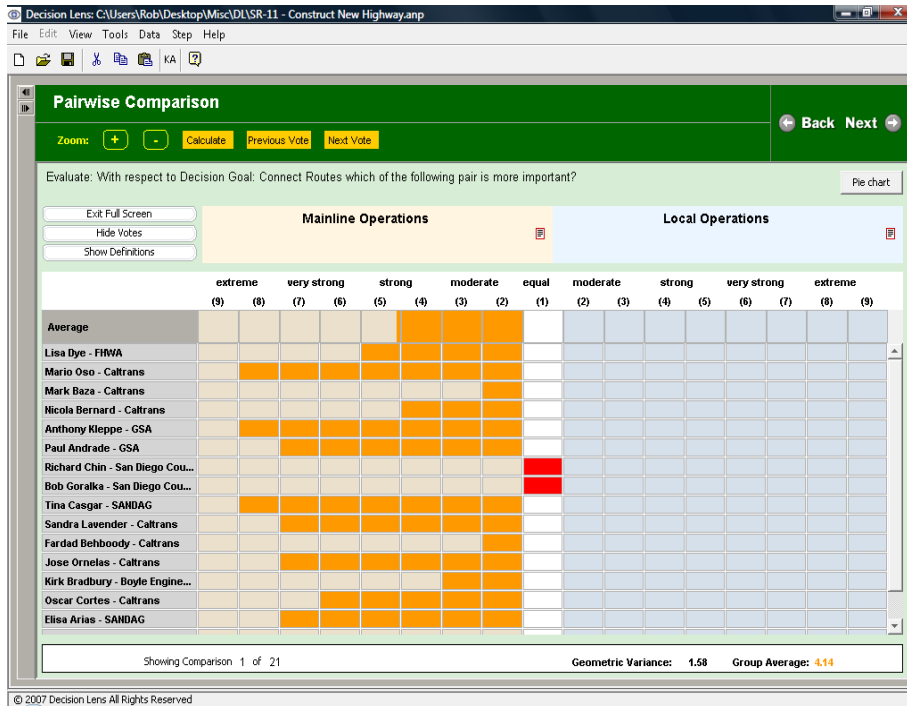 Decision Lens: C:\Users\Rob\Desktop\Misc\DL\SR-11 - Construct New Highway.anp
File Edit View Tools Data Step Help
KA
Pairwise Comparison
Back Next
Zoom: + - Calculate Previous Vote Next Vote
Evaluate: With respect to Decision Goal: Connect Routes which of the following pair is more important?
Pie chart
Exit Full Screen
Hide Votes
Show Definitions
Mainline Operations
Local Operations
extreme very strong strong moderate equal moderate strong very strong extreme
(9) (8) (7) (6) (5) (4) (3) (2) (1) (2) (3) (4) (5) (6) (7) (8) (9)
Average
Lisa Dye - FHWA
Mario Oso - Caltrans
Mark Baza - Caltrans
Nicola Bernard - Caltrans
Anthony Kleppe - GSA
Paul Andrade - GSA
Richard Chin - San Diego Cou...
Bob Goralka - San Diego Cou...
Tina Casgar - SANDAG
Sandra Lavender - Caltrans
Fardad Behboody - Caltrans
Jose Ornelas - Caltrans
Kirk Bradbury - Boyle Engine...
Oscar Cortes - Caltrans
Elisa Arias - SANDAG
Showing Comparison 1 of 21
Geometric Variance: 1.58 Group Average: 4.14
© 2007 Decision Lens All Rights Reserved